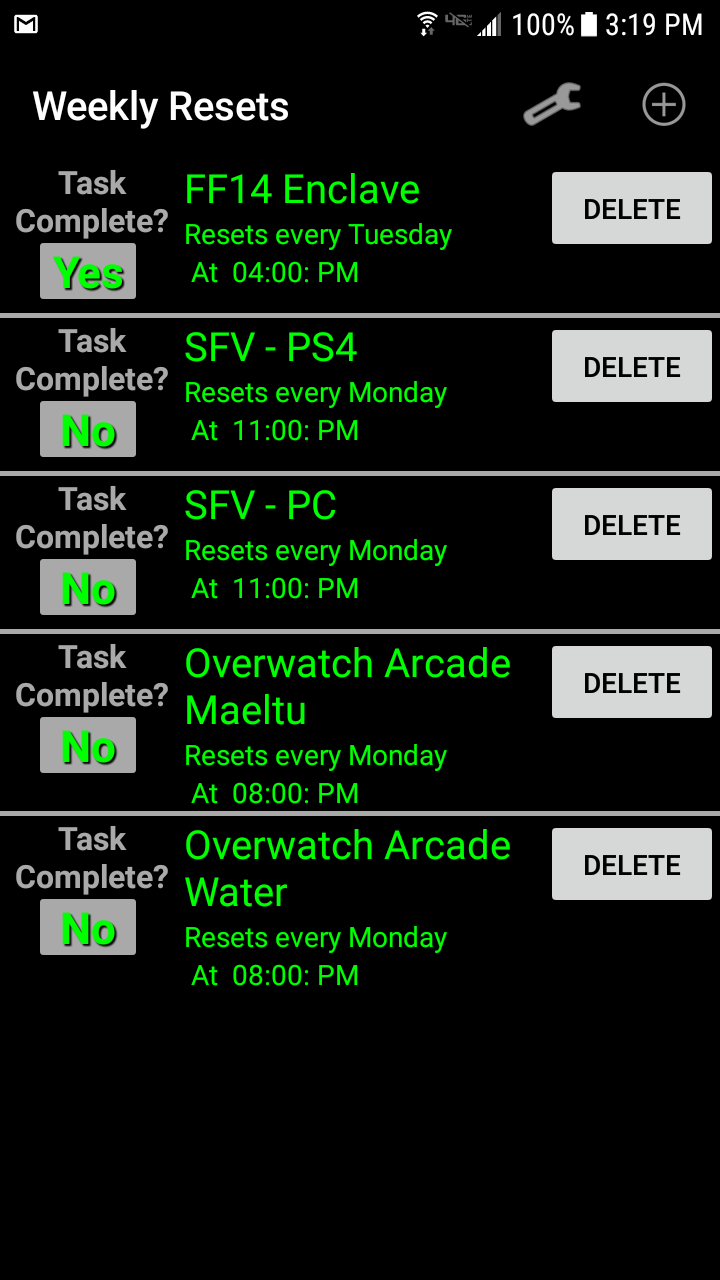 100% 3:19 PM
Weekly Resets
Task
Complete?
Yes
FF14 Enclave
Resets every Tuesday
At 04:00: PM
DELETE
Task
Complete?
No
SFV - PS4
Resets every Monday
At 11:00: PM
DELETE
Task
Complete?
No
SFV - PC
Resets every Monday
At 11:00: PM
DELETE
Task
Complete?
No
Overwatch Arcade
Maeltu
Resets every Monday
At 08:00: PM
DELETE
Task
Complete?
No
Overwatch Arcade
Water
Resets every Monday
At 08:00: PM
DELETE